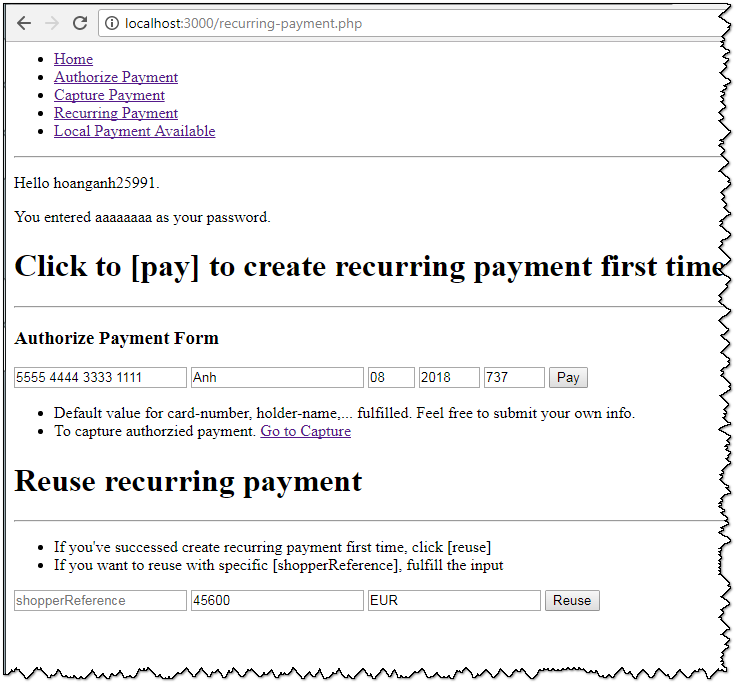 localhost:3000/recurring-payment.php
Home
Authorize Payment
Capture Payment
Recurring Payment
Local Payment Available
Hello hoanganh25991.
You entered aaaaaaaa as your password.
Click to [pay] to create recurring payment first time
Authorize Payment Form
5555 4444 3333 1111 Anh 08 2018 737 Pay
Default value for card-number, holder-name,... fulfilled. Feel free to submit your own info.
To capture authorzied payment. Go to Capture
Reuse recurring payment
If you've successed create recurring payment first time, click [reuse]
If you want to reuse with specific [shopperReference], fulfill the input
shopperReference 45600 EUR Reuse